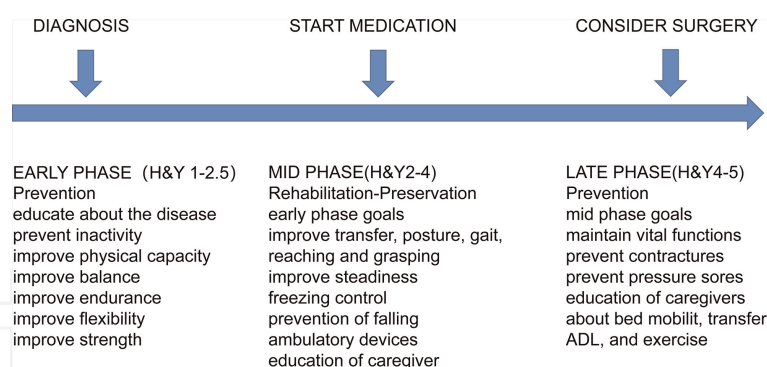 DIAGNOSIS
START MEDICATION
CONSIDER SURGERY
EARLY PHASE (H&Y 1-2.5)
Prevention
educate about the disease
prevent inactivity
improve physical capacity
improve balance
improve endurance
improve flexibility
improve strength
MID PHASE(H&Y2-4)
Rehabilitation-Preservation
early phase goals
improve transfer, posture, gait,
reaching and grasping
improve steadiness
freezing control
prevention of falling
ambulatory devices
education of caregiver
LATE PHASE(H&Y4-5)
Prevention
mid phase goals
maintain vital functions
prevent contractures
prevent pressure sores
education of caregivers
about bed mobilit, transfer
ADL, and exercise